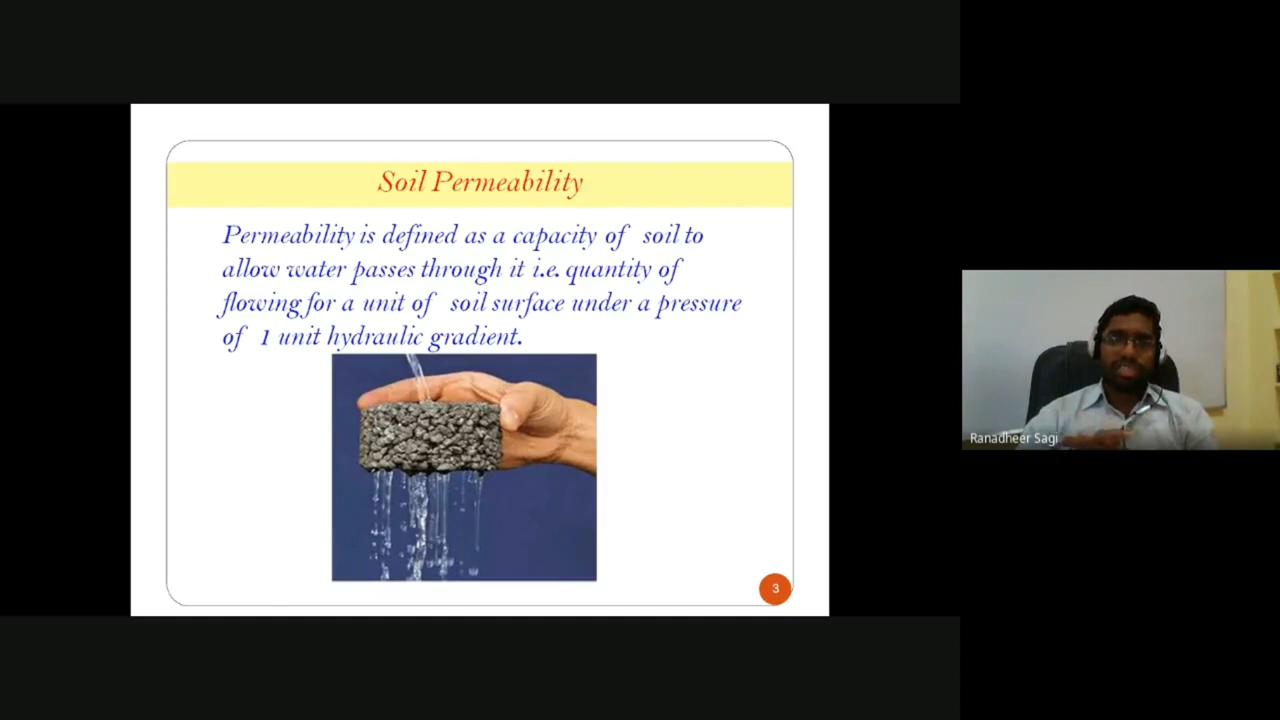 Soil Permeability
Permeability is defined as a capacity of soil to
allow water passes through it i.e. quantity of
flowing for a unit of soil surface under a pressure
of 1 unit hydraulic gradient.
3
Ranadheer Sagi